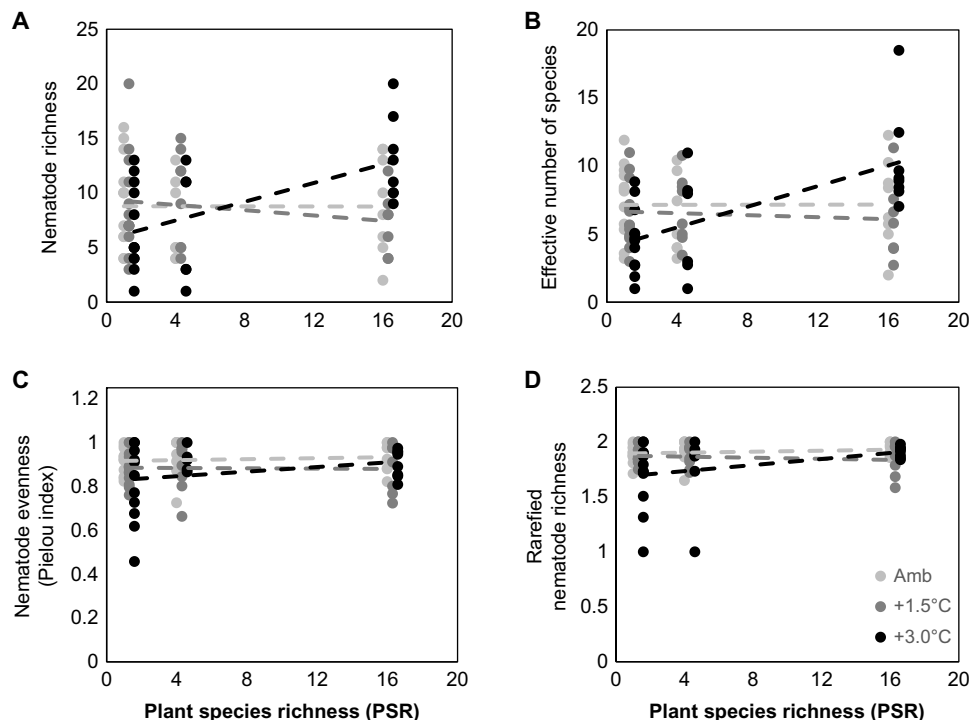 A
25
20
15
10
5
0
Nematode richness
0 4 8 12 16 20
B
20
15
10
5
0
Effective number of species
0 4 8 12 16 20
C
1.2
1
0.8
0.6
0.4
0.2
0
Nematode evenness
(Pielou index)
0 4 8 12 16 20
Plant species richness (PSR)
D
2.5
2
1.5
1
0.5
0
Rarefied
nematode richness
Amb
+1.5°C
+3.0°C
0 4 8 12 16 20
Plant species richness (PSR)